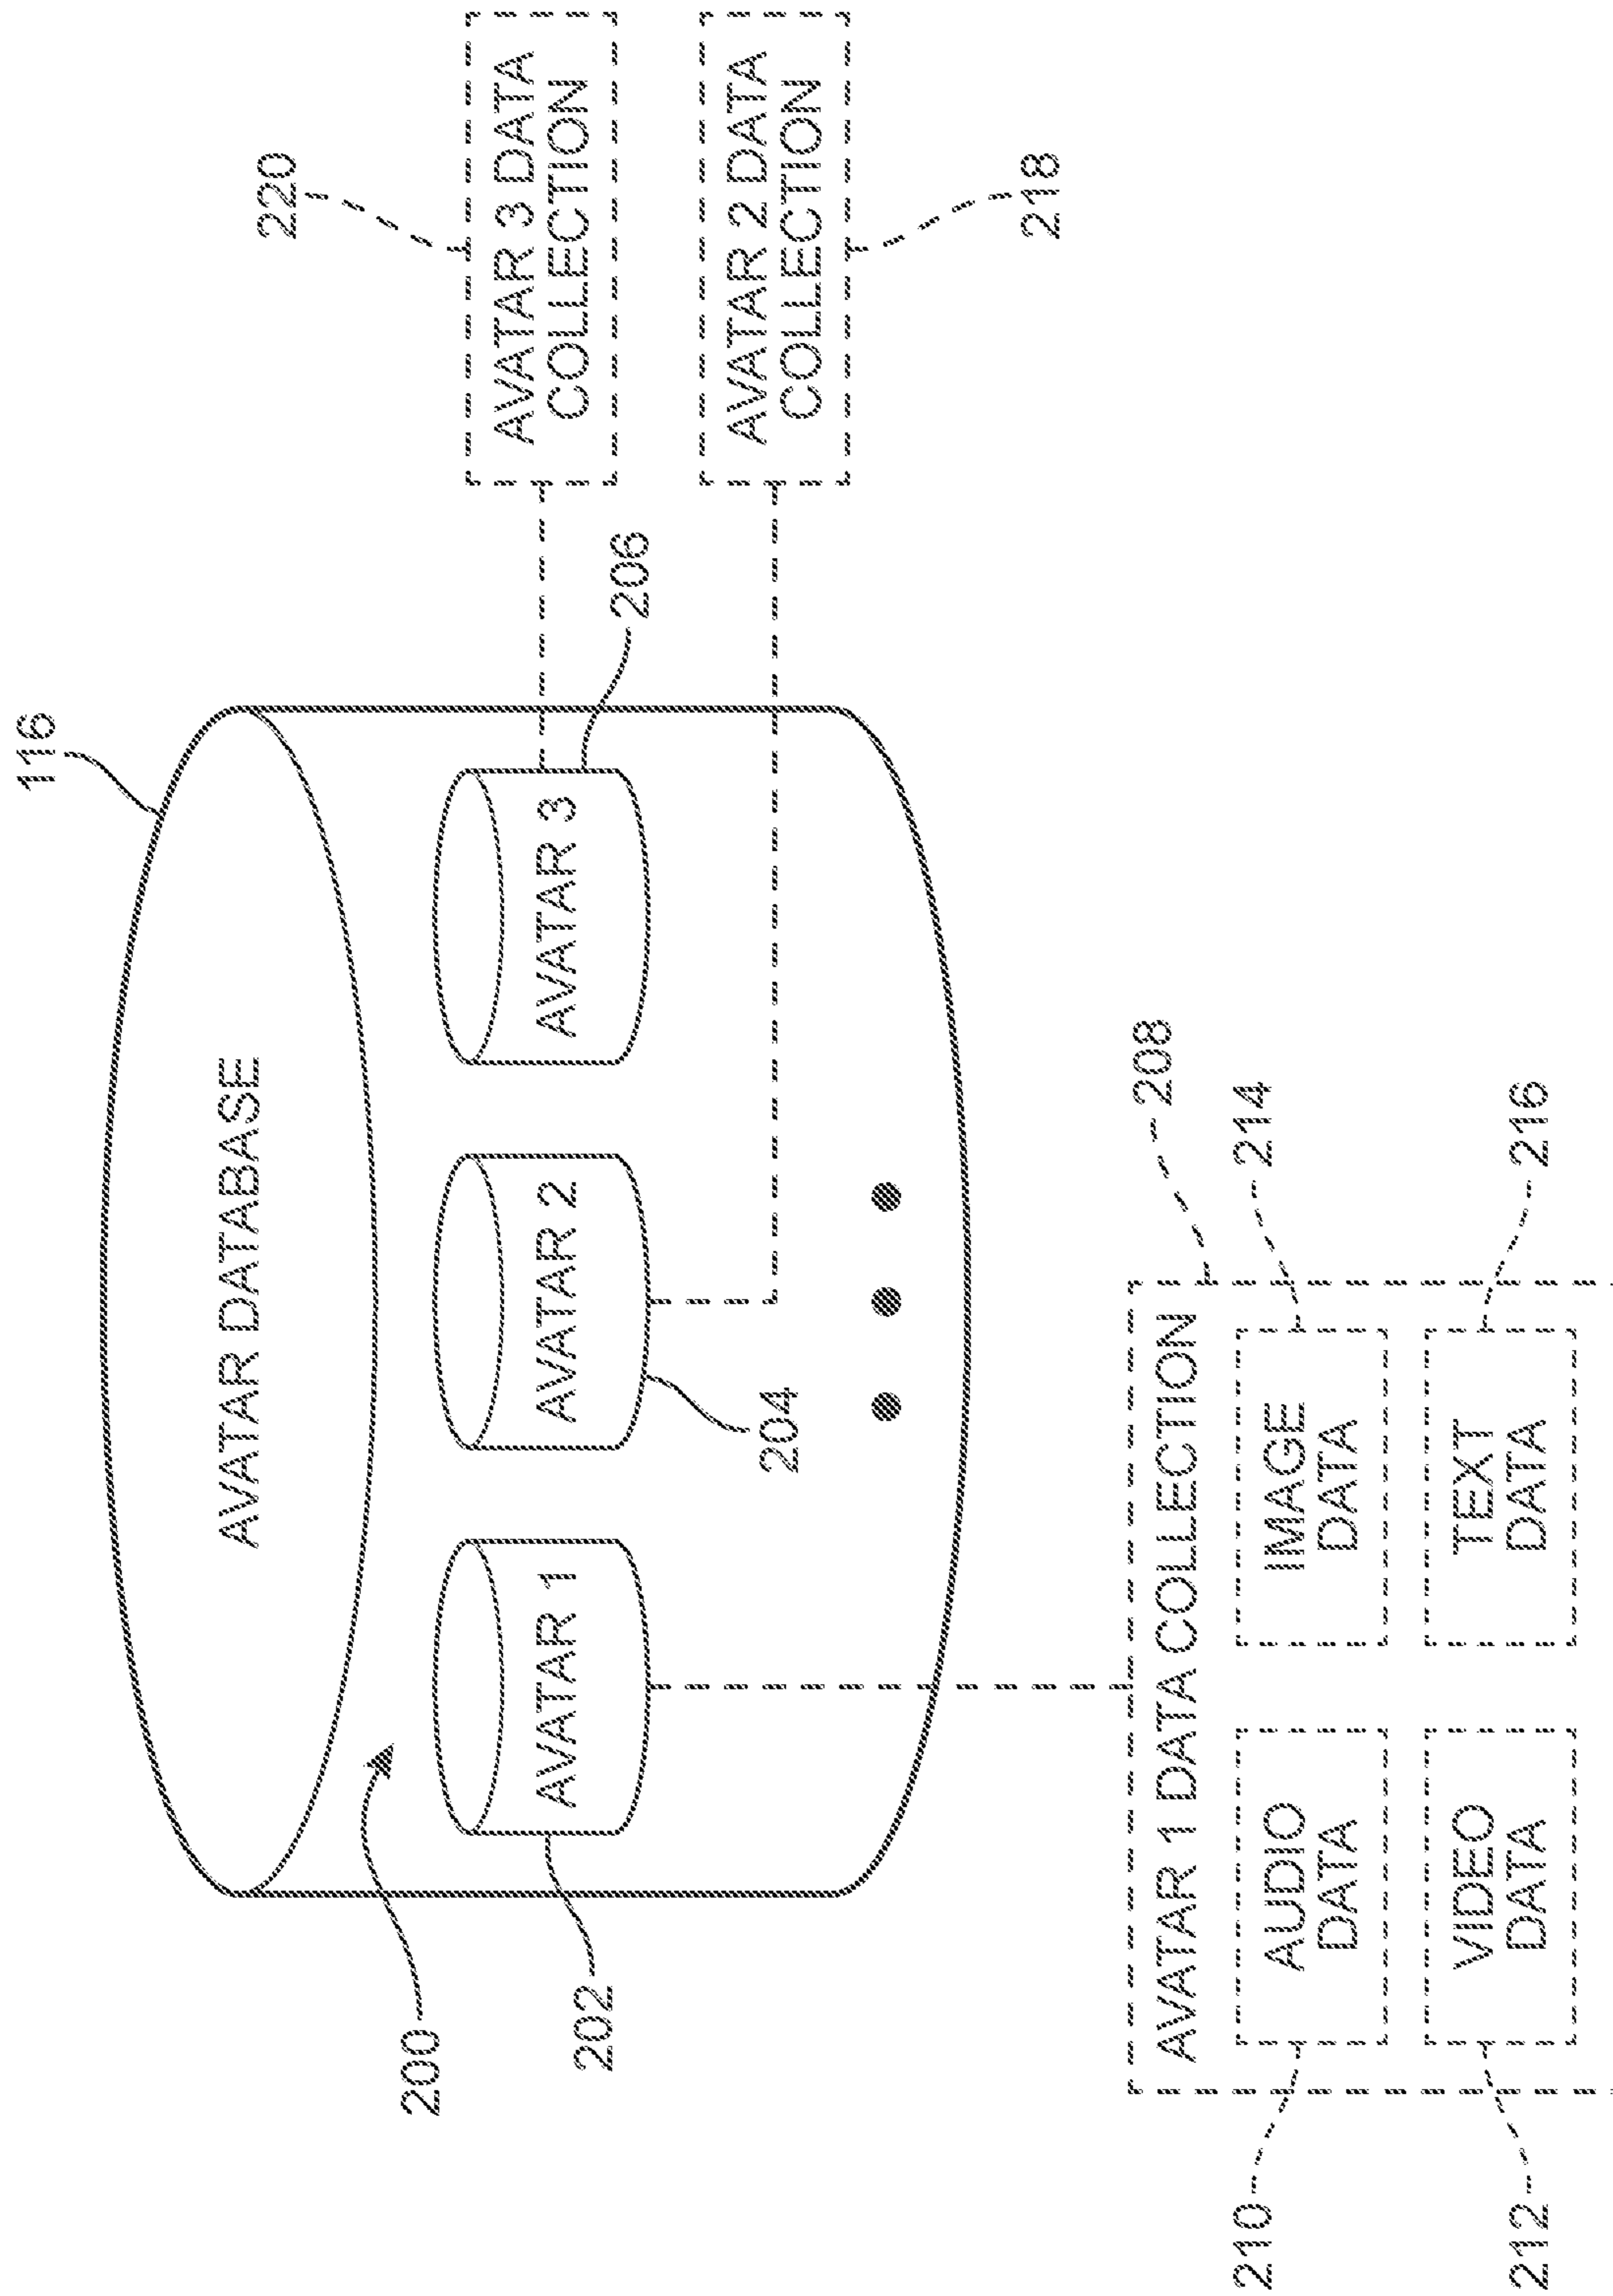 116
AVATAR DATABASE
200
202
AVATAR 1
AVATAR 2
204
AVATAR 3
206
220
AVATAR 3 DATA
COLLECTION
AVATAR 2 DATA
COLLECTION
218
AVATAR 1 DATA COLLECTION
208
210
AUDIO
DATA
IMAGE
DATA
214
212
VIDEO
DATA
TEXT
DATA
216